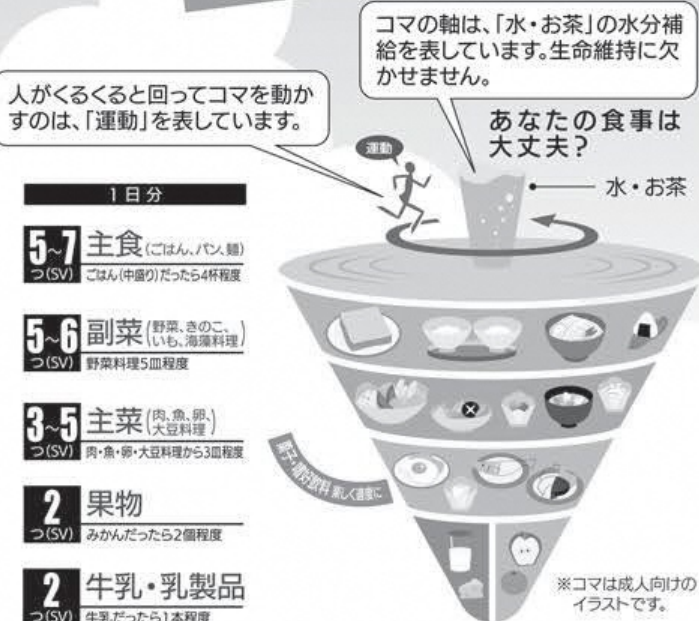 コマの軸は、「水・お茶」の水分補
給を表しています。生命維持に欠
かせません。
人がくるくると回ってコマを動か
すのは、「運動」を表しています。
あなたの食事は
大丈夫?
運動
水・お茶
1日分
5~7
つ(SV)
主食(ごはん、パン、麺)
ごはん(中盛り)だったら4杯程度
5~6
つ(SV)
副菜(野菜、きのこ、
いも、海藻料理)
野菜料理5皿程度
3~5
つ(SV)
主菜(肉、魚、卵、
大豆料理)
肉・魚・卵・大豆料理から3皿程度
菓子・嗜好飲料 楽しく適度に
2
つ(SV)
果物
みかんだったら2個程度
2
つ(SV)
牛乳・乳製品
牛乳だったら1本程度
※コマは成人向けの
イラストです。